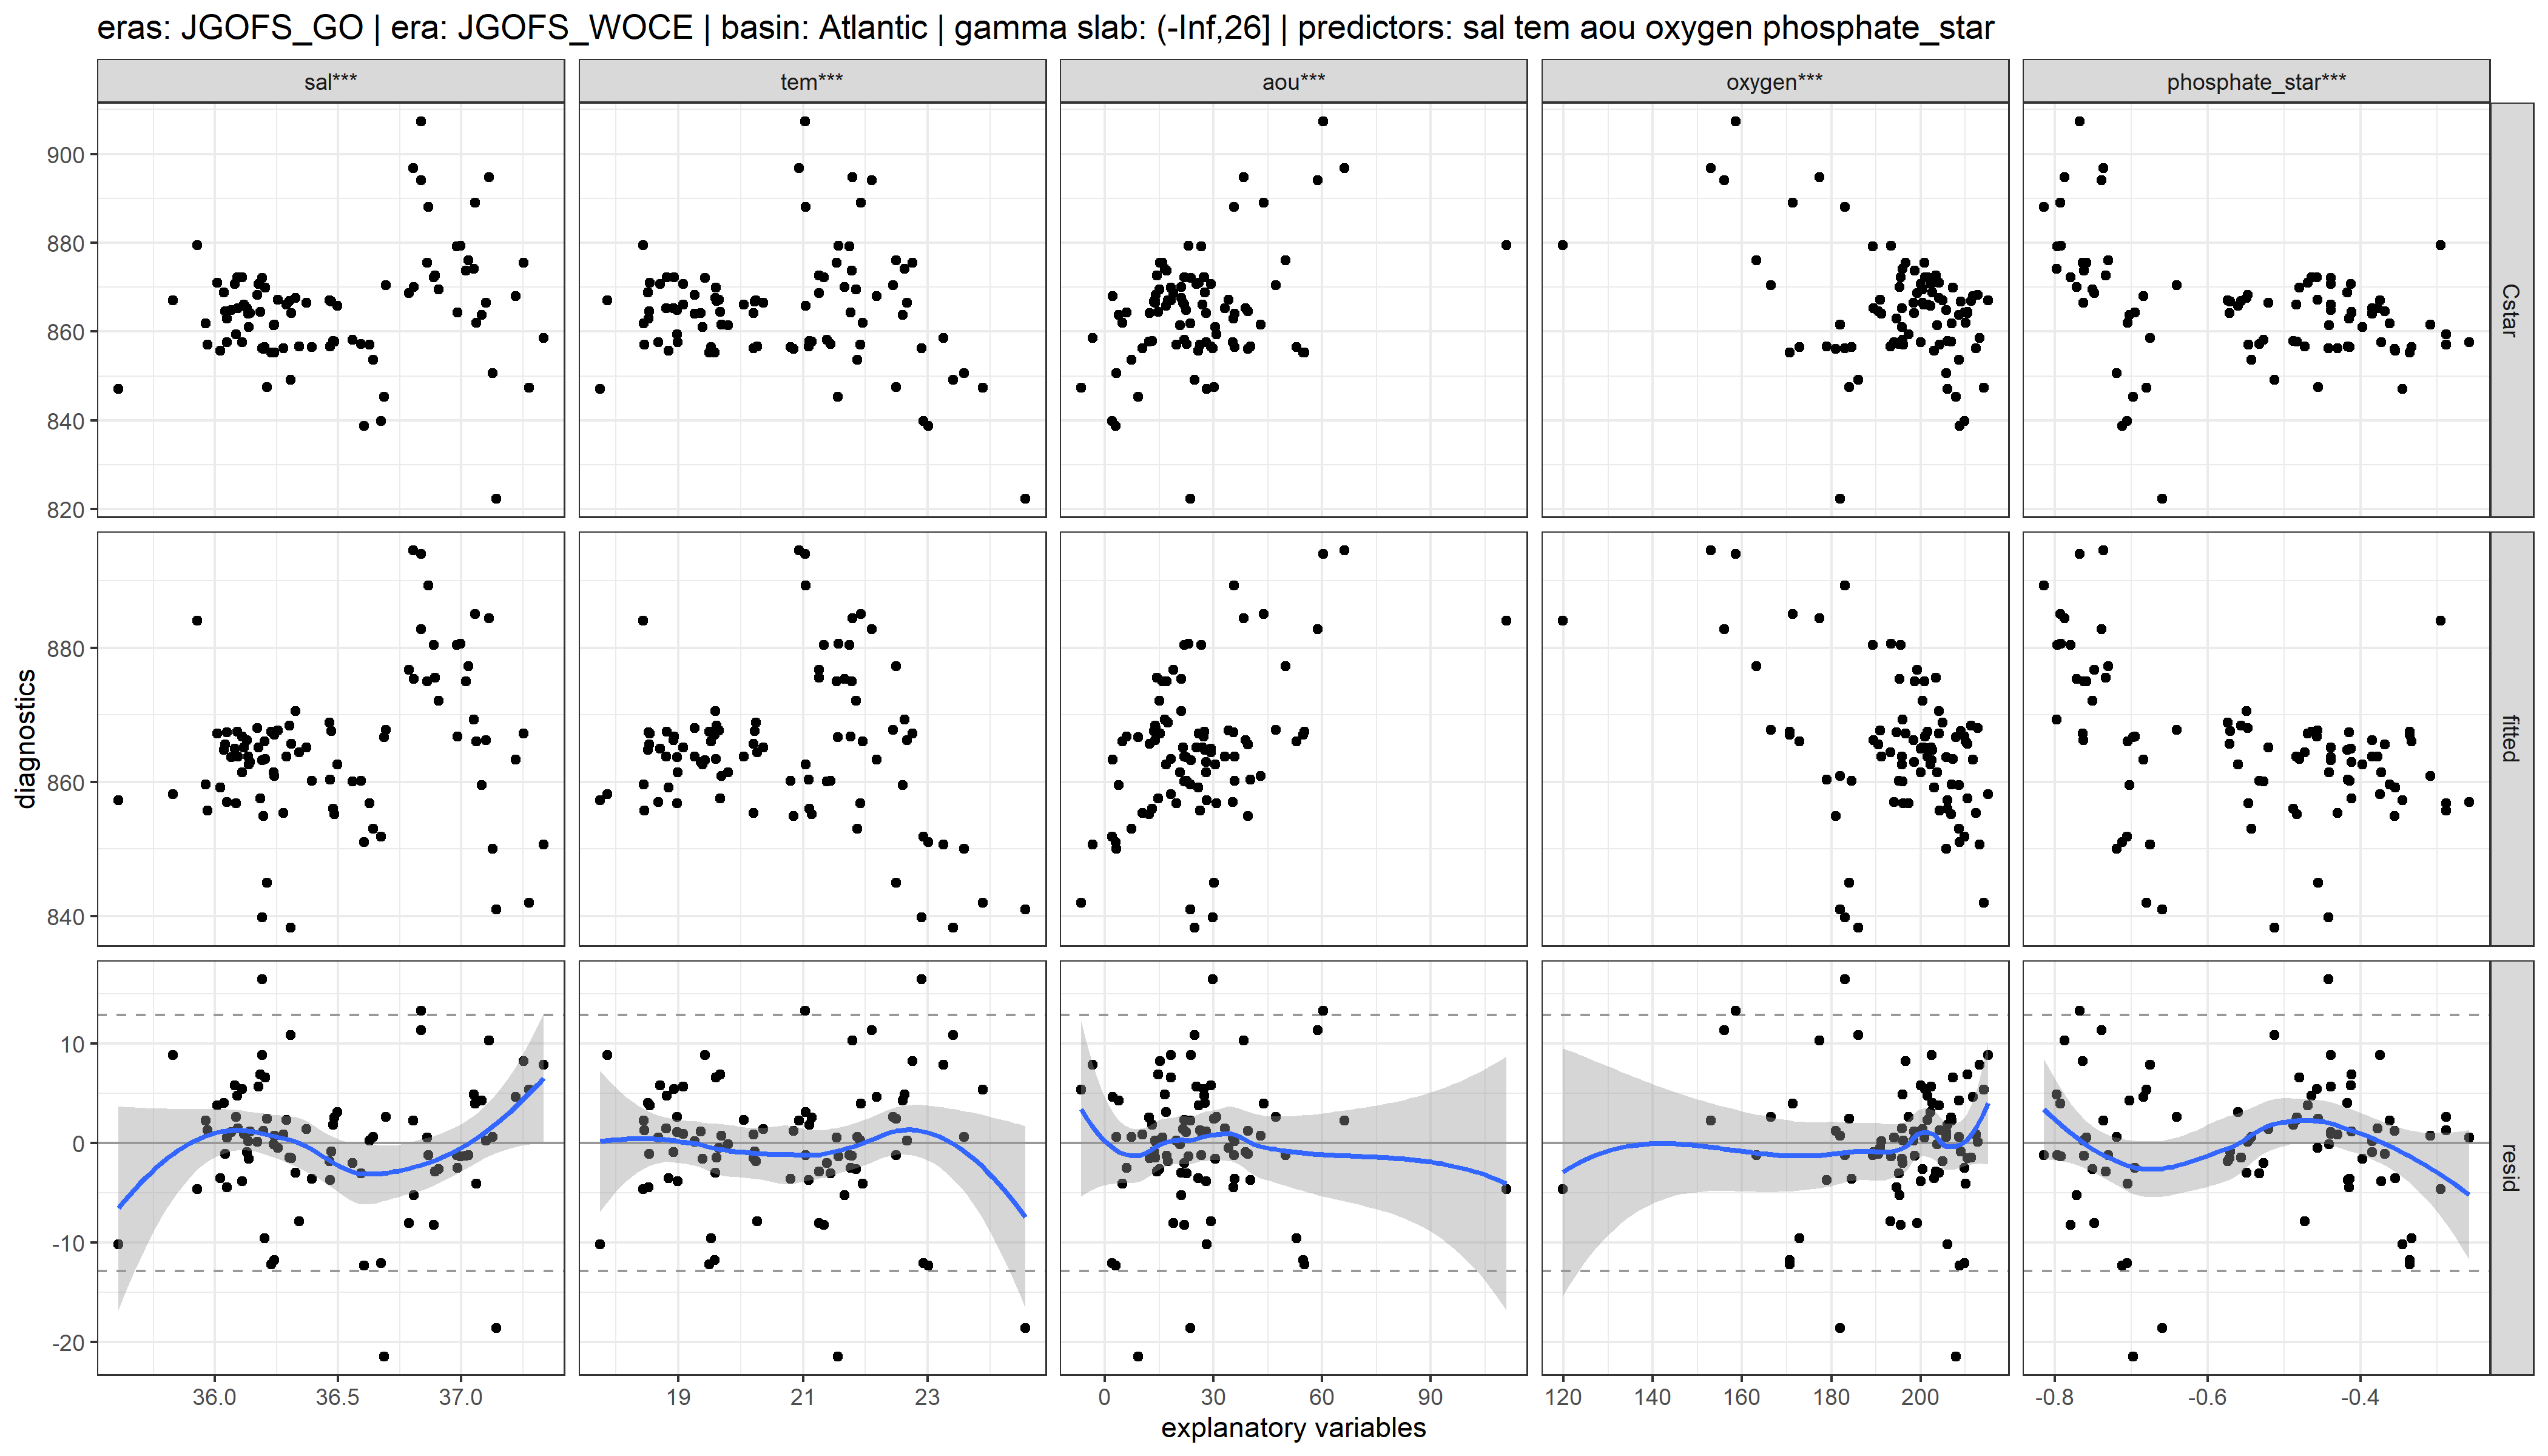 eras: JGOFS_GO | era: JGOFS_WOCE | basin: Atlantic | gamma slab: (-Inf,26] | predictors: sal tem aou oxygen phosphate_star
sal***
tem***
aou***
oxygen***
phosphate_star***
900
880
860
840
820
Cstar
diagnostics
880
860
840
fitted
10
0
-10
-20
resid
36.0 36.5 37.0
19 21 23
0 30 60 90
120 140 160 180 200
-0.8 -0.6 -0.4
explanatory variables